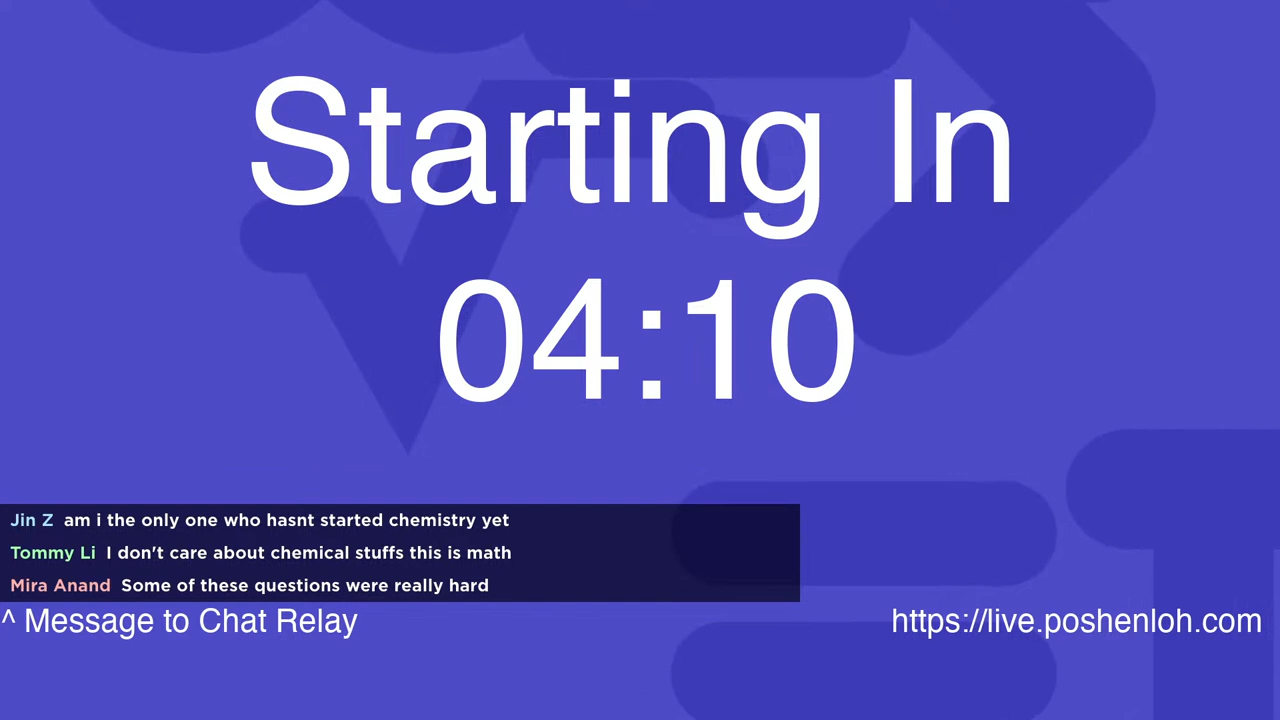 Starting In
04:10
Jin Z am i the only one who hasnt started chemistry yet
Tommy Li I don't care about chemical stuffs this is math
Mira Anand Some of these questions were really hard
^ Message to Chat Relay
https://live.poshenloh.com